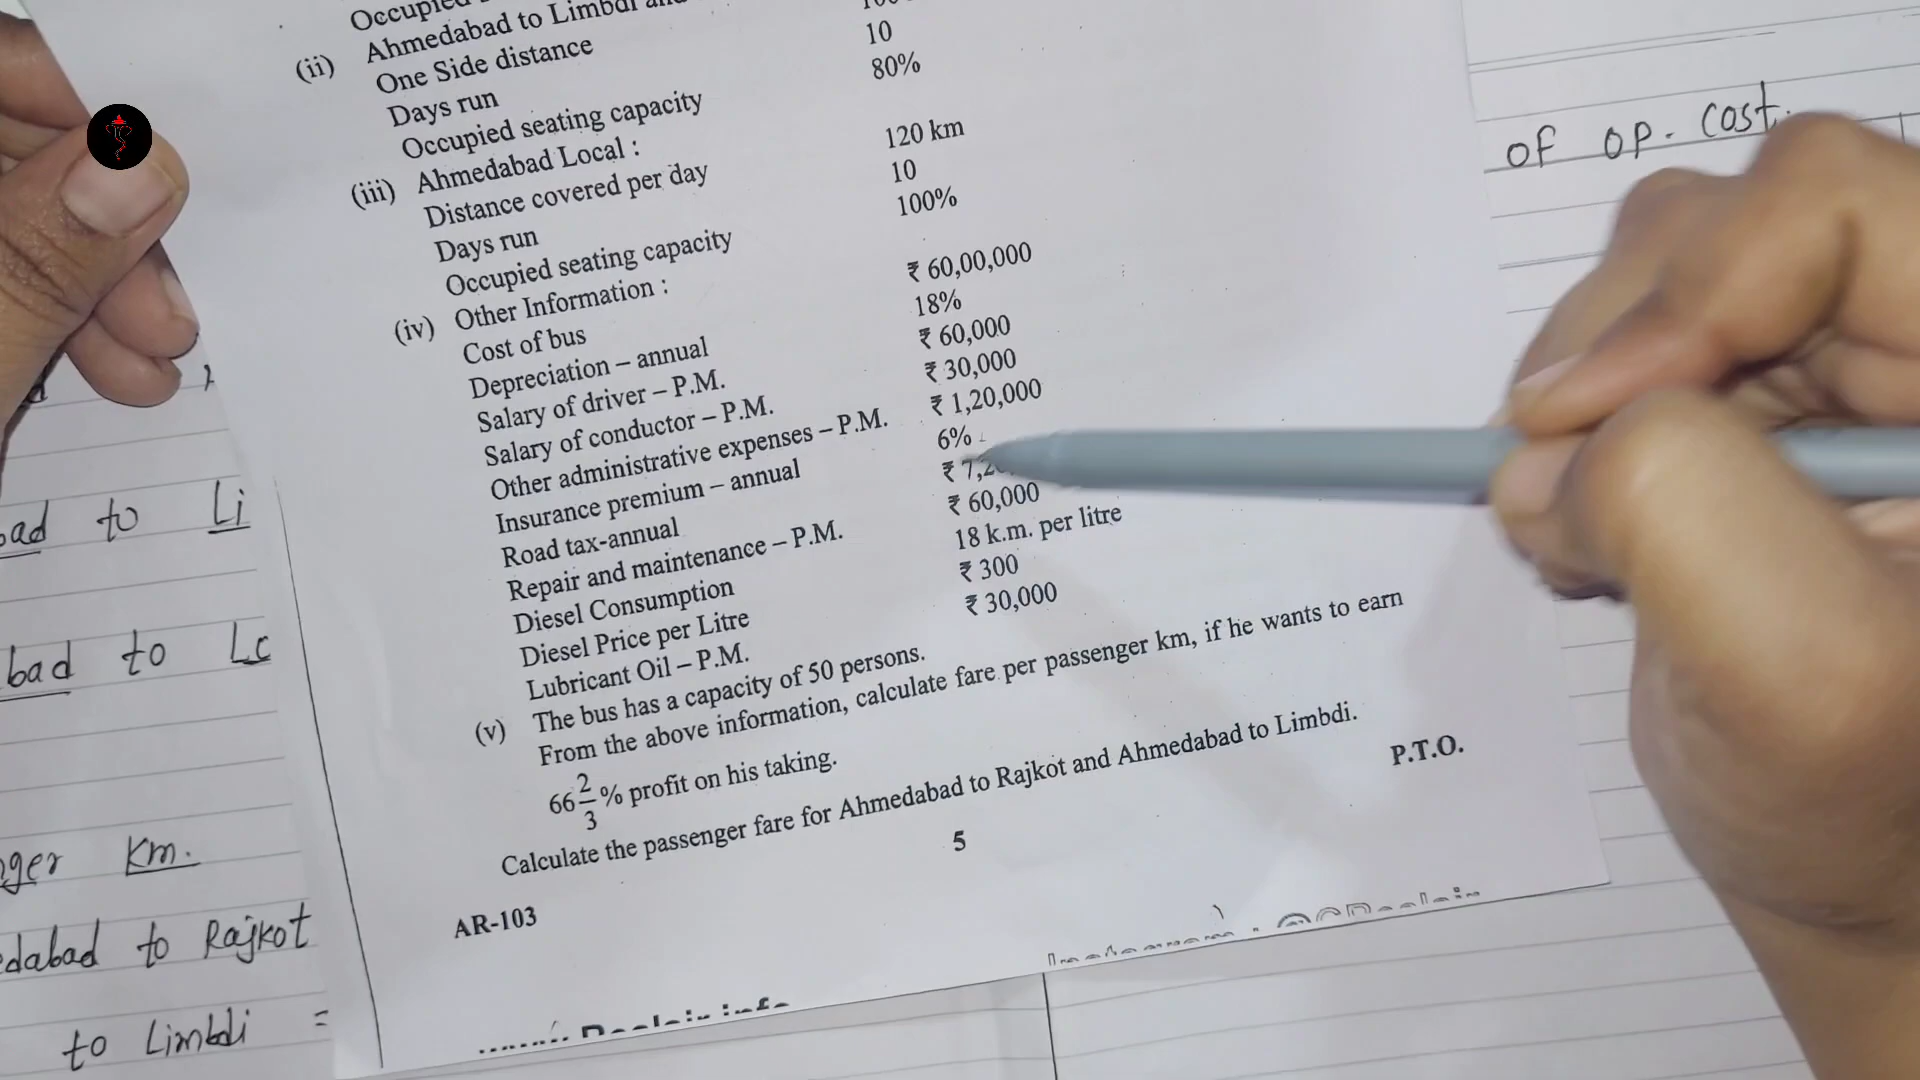 Occupied
(ii) Ahmedabad to Limbdi
One Side distance
Days run 10
Occupied seating capacity 80%
(iii) Ahmedabad Local :
Distance covered per day 120 km
Days run 10
Occupied seating capacity 100%
(iv) Other Information :
Cost of bus ₹ 60,00,000
Depreciation – annual 18%
Salary of driver – P.M. ₹ 60,000
Salary of conductor – P.M. ₹ 30,000
Other administrative expenses – P.M. ₹ 1,20,000
Insurance premium – annual 6%
Road tax-annual ₹ 7,2
Repair and maintenance – P.M. ₹ 60,000
Diesel Consumption 18 k.m. per litre
Diesel Price per Litre ₹ 300
Lubricant Oil – P.M. ₹ 30,000
(v) The bus has a capacity of 50 persons.
From the above information, calculate fare per passenger km, if he wants to earn
66 2/3 % profit on his taking.
Calculate the passenger fare for Ahmedabad to Rajkot and Ahmedabad to Limbdi.
P.T.O.
AR-103 5
of op. cost.
bad to Li
bad to Lc
ger Km.
dabad to Rajkot
to Limbdi =